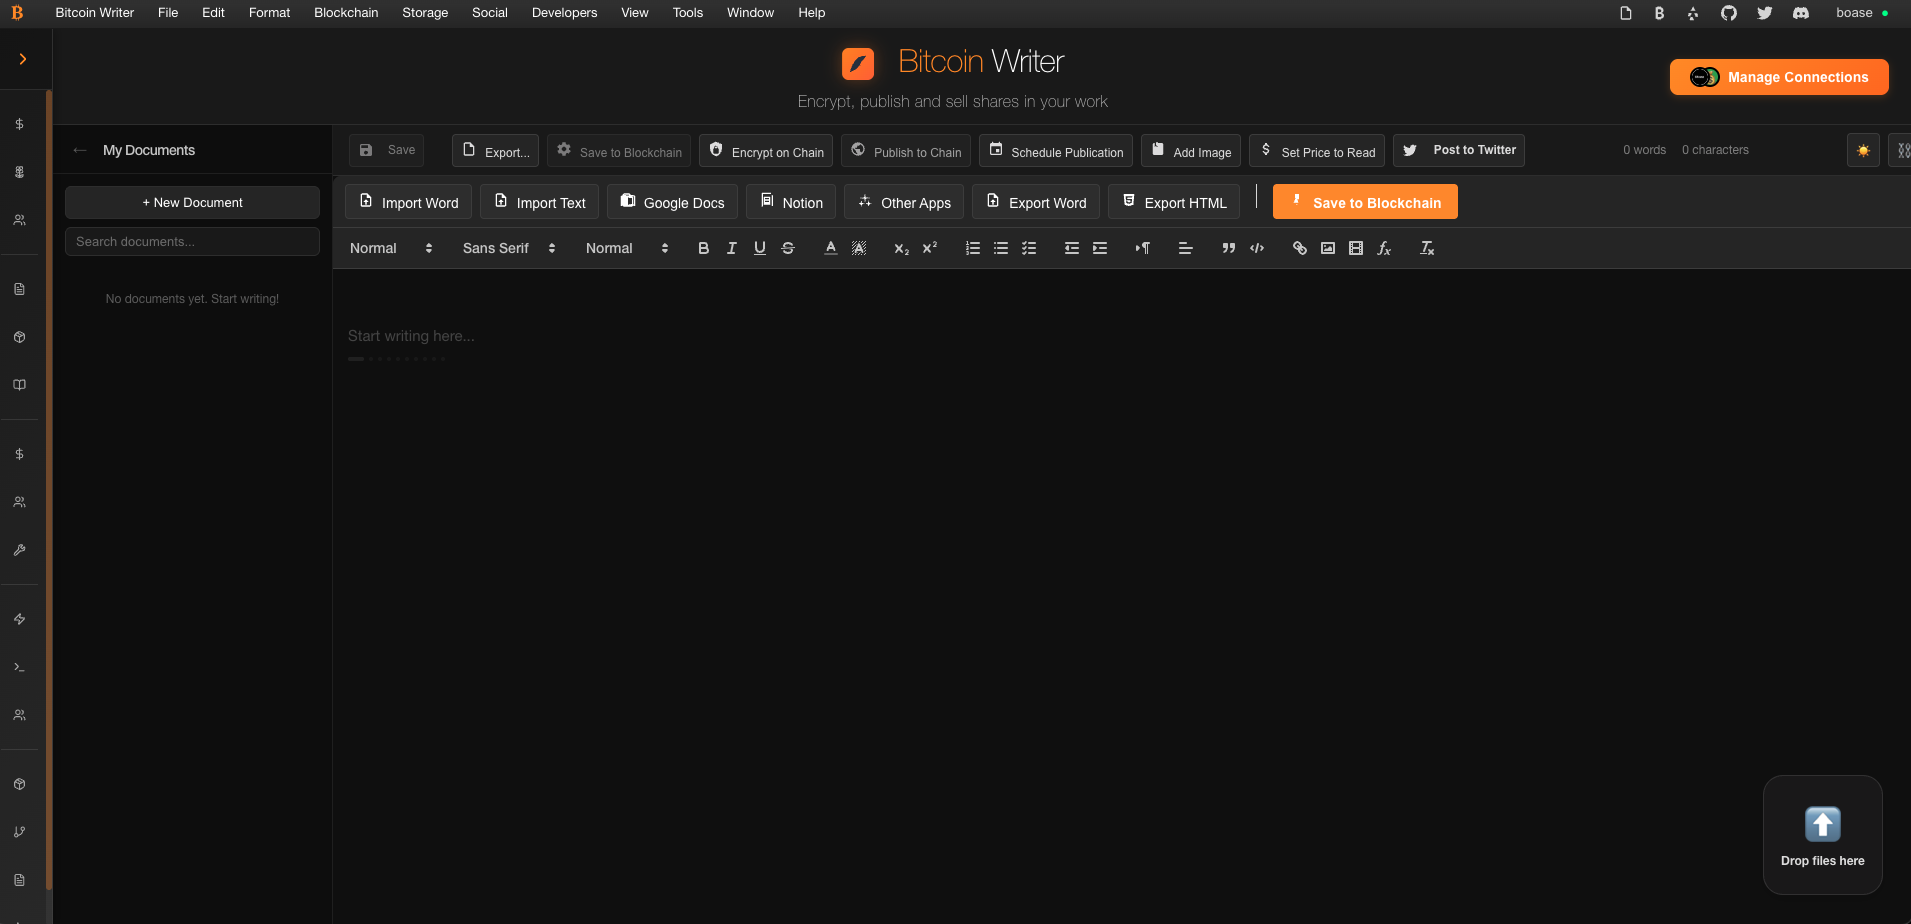 Bitcoin Writer File Edit Format Blockchain Storage Social Developers View Tools Window Help boase
Bitcoin Writer
Encrypt, publish and sell shares in your work
Manage Connections
← My Documents
+ New Document
Search documents...
No documents yet. Start writing!
Save Export... Save to Blockchain Encrypt on Chain Publish to Chain Schedule Publication Add Image Set Price to Read Post to Twitter 0 words 0 characters
Import Word Import Text Google Docs Notion Other Apps Export Word Export HTML Save to Blockchain
Normal Sans Serif Normal
Start writing here...
Drop files here